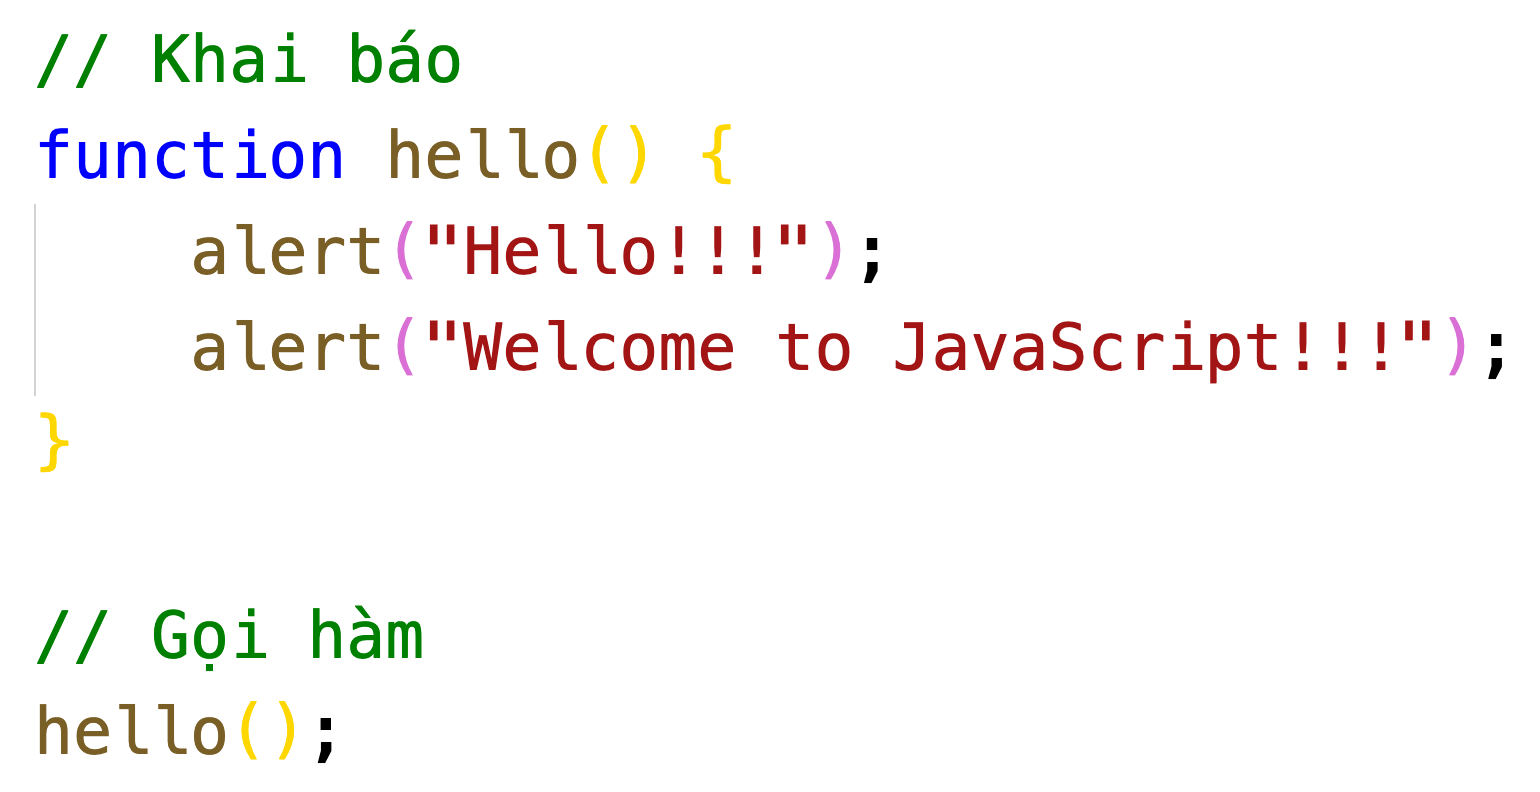 // Khai báo
function hello() {
    alert("Hello!!!");
    alert("Welcome to JavaScript!!!");
}

// Gọi hàm
hello();